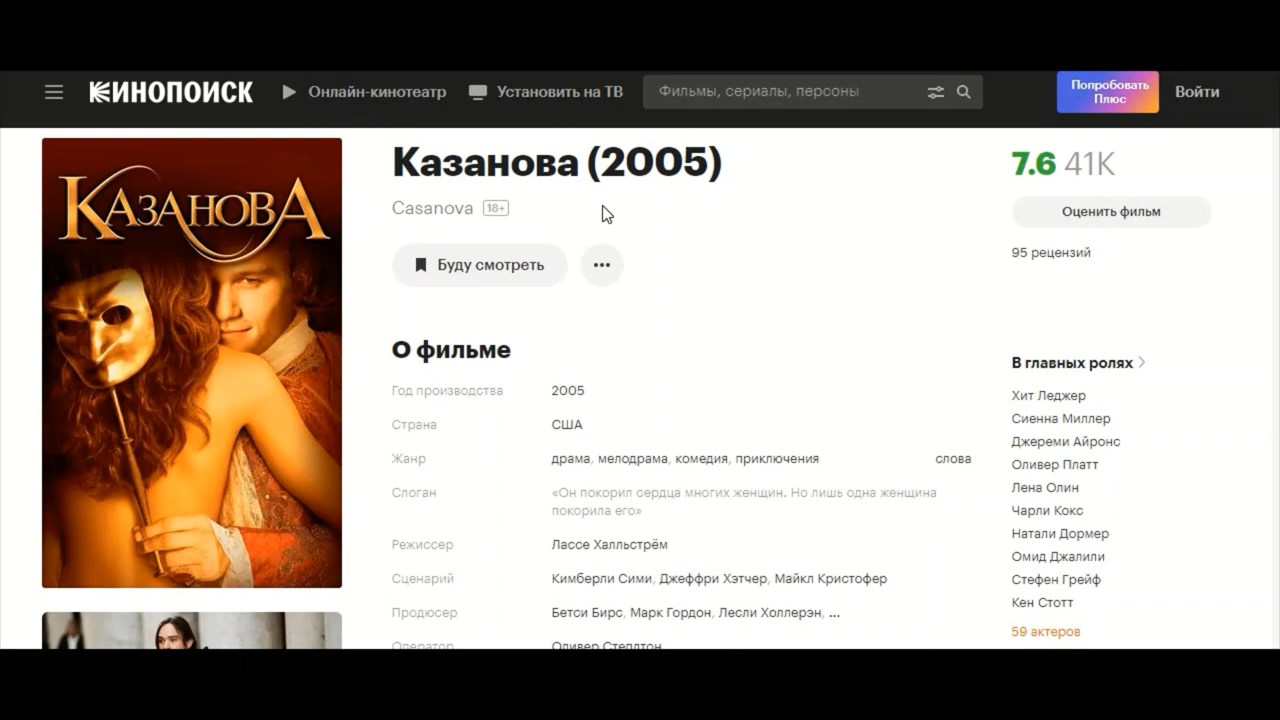 КИНОПОИСК
Онлайн-кинотеатр
Установить на ТВ
Фильмы, сериалы, персоны
Попробовать
Плюс
Войти
КАЗАНОВА
Казанова (2005)
Casanova 18+
Буду смотреть
7.6 41K
Оценить фильм
95 рецензий
О фильме
Год производства 2005
Страна США
Жанр драма, мелодрама, комедия, приключения слова
Слоган «Он покорил сердца многих женщин. Но лишь одна женщина
покорила его»
Режиссер Лассе Халльстрём
Сценарий Кимберли Сими, Джеффри Хэтчер, Майкл Кристофер
Продюсер Бетси Бирс, Марк Гордон, Лесли Холлерэн, ...
Оператор Оливер Степлтон
В главных ролях
Хит Леджер
Сиенна Миллер
Джереми Айронс
Оливер Платт
Лена Олин
Чарли Кокс
Натали Дормер
Омид Джалили
Стефен Грейф
Кен Стотт
59 актеров